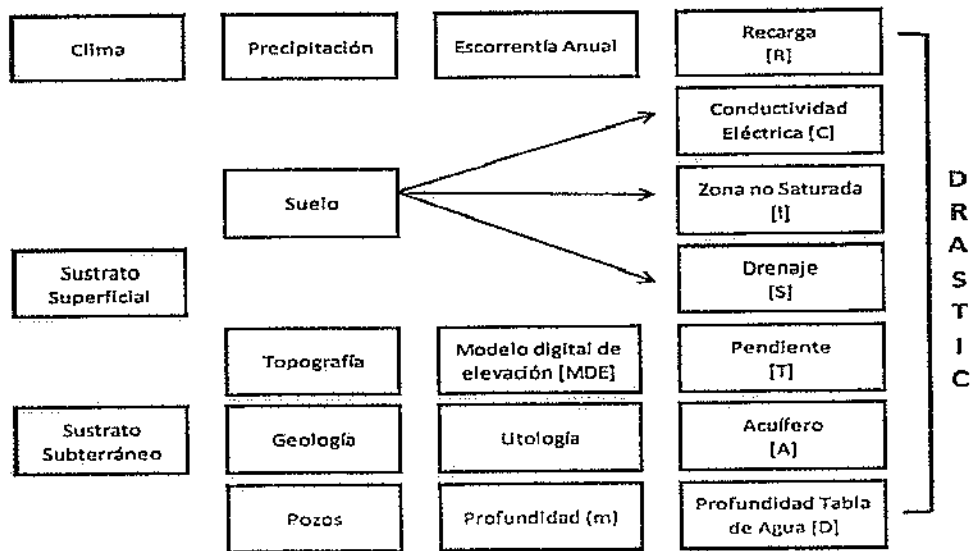 Clima
Precipitación
Escorrentía Anual
Recarga
[R]
Conductividad
Eléctrica [C]
Suelo
Zona no Saturada
[I]
Sustrato
Superficial
Drenaje
[S]
Topografía
Modelo digital de
elevación [MDE]
Pendiente
[T]
Sustrato
Subterráneo
Geología
Litología
Acuífero
[A]
Pozos
Profundidad (m)
Profundidad Tabla
de Agua [D]
DRASTIC